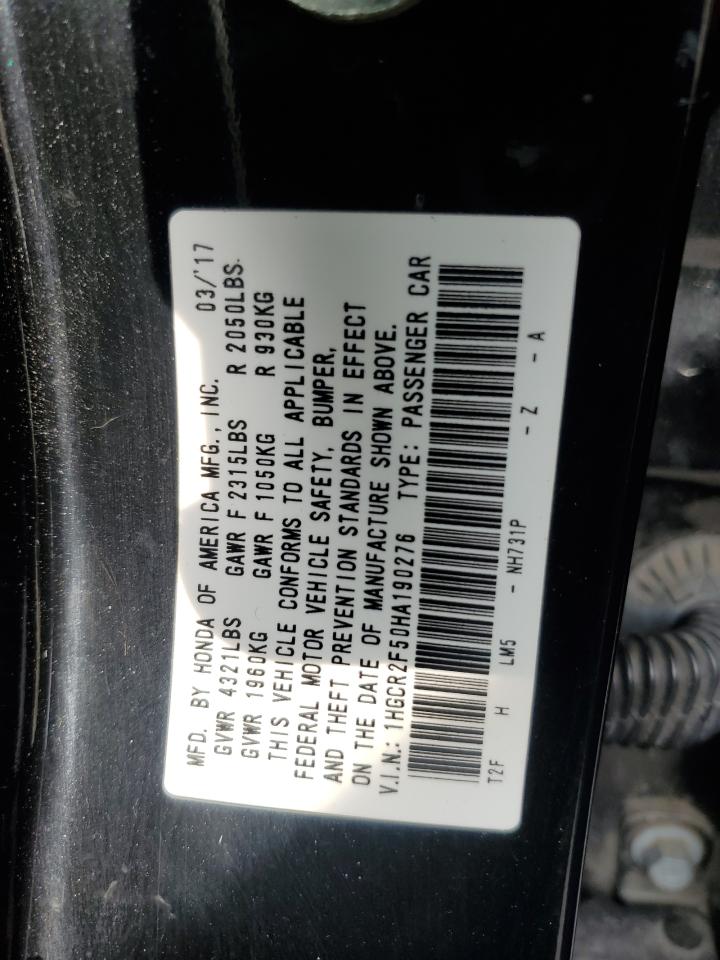 MFD. BY HONDA OF AMERICA MFG., INC. 03/'17
GVWR 4321LBS GAWR F 2315LBS R 2050LBS.
GVWR 1960KG GAWR F 1050KG R 930KG
THIS VEHICLE CONFORMS TO ALL APPLICABLE
FEDERAL MOTOR VEHICLE SAFETY, BUMPER,
AND THEFT PREVENTION STANDARDS IN EFFECT
ON THE DATE OF MANUFACTURE SHOWN ABOVE.
V.I.N.: 1HGCR2F50HA190276 TYPE: PASSENGER CAR
T2F H LM5 - NH731P - Z - A